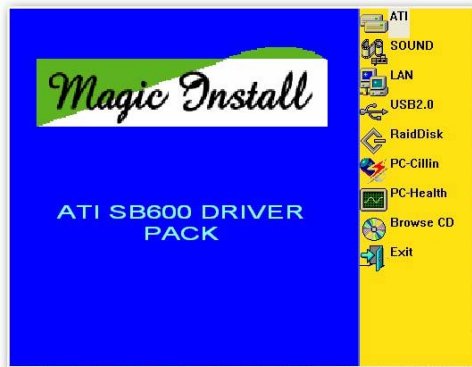 Magic Install
ATI SB600 DRIVER
PACK
ATI
SOUND
LAN
USB2.0
RaidDisk
PC-Cillin
PC-Health
Browse CD
Exit